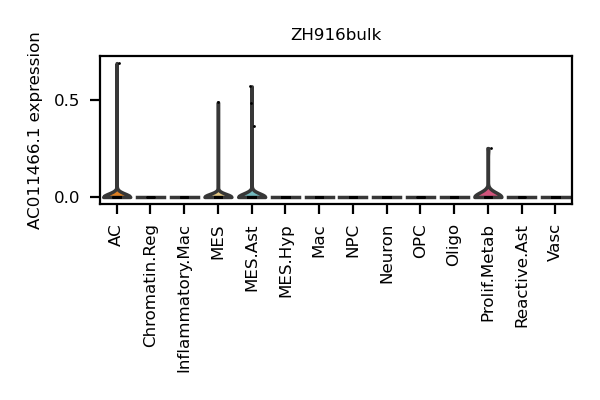 ZH916bulk
AC011466.1 expression
0.5
0.0
AC
Chromatin.Reg
Inflammatory.Mac
MES
MES.Ast
MES.Hyp
Mac
NPC
Neuron
OPC
Oligo
Prolif.Metab
Reactive.Ast
Vasc